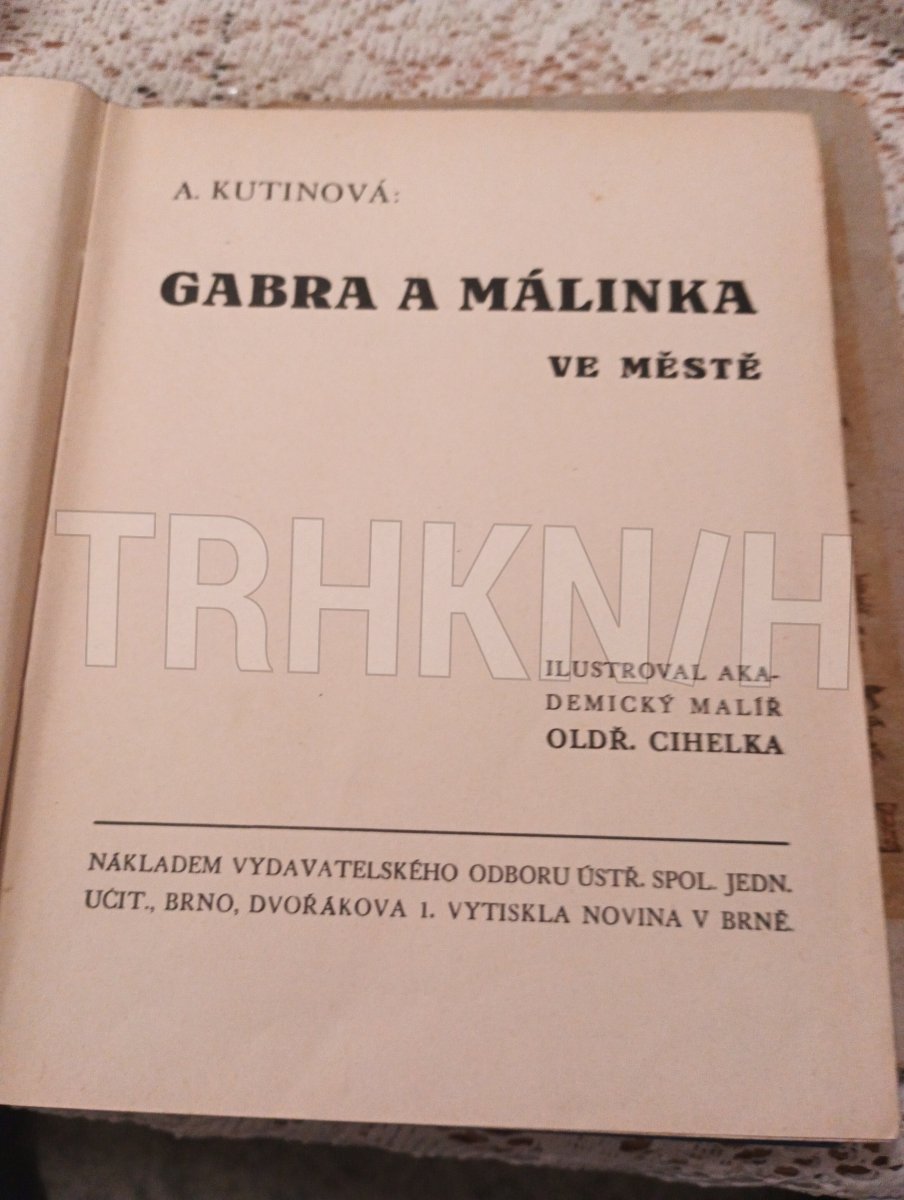 A. KUTINOVÁ:
GABRA A MÁLINKA
VE MĚSTĚ
TRHKN/H
ILUSTROVAL AKA-
DEMICKÝ MALÍŘ
OLDŘ. CIHELKA
NÁKLADEM VYDAVATELSKÉHO ODBORU ÚSTŘ. SPOL. JEDN.
UČIT., BRNO, DVOŘÁKOVA 1. VYTISKLA NOVINA V BRNĚ.